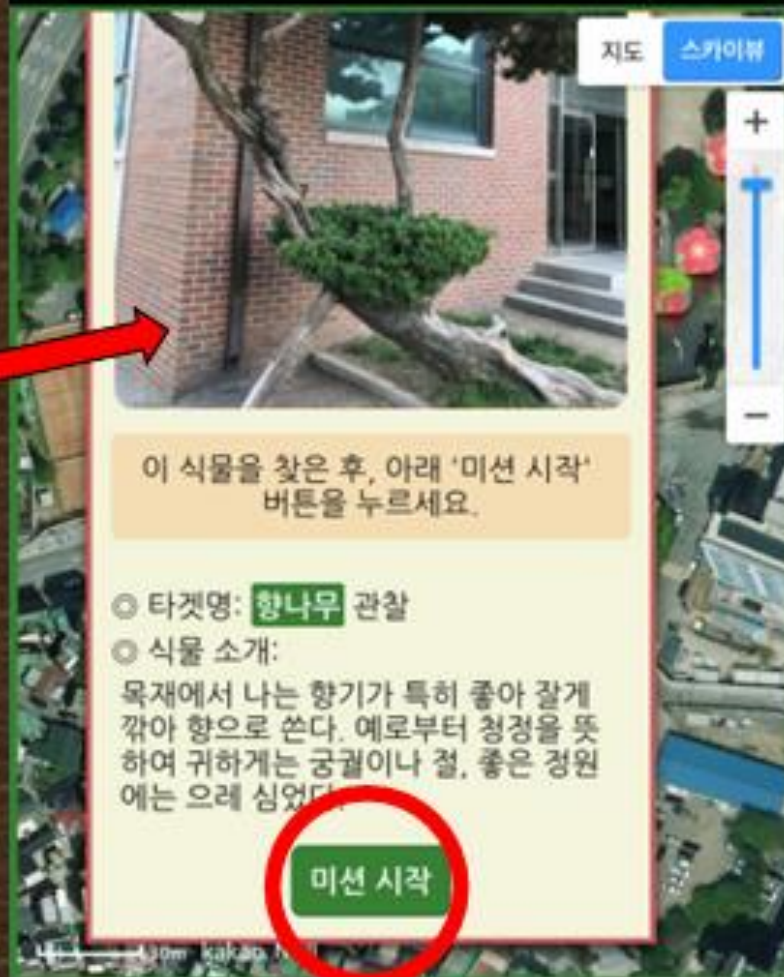 지도 스카이뷰
+
이 식물을 찾은 후, 아래 '미션 시작'
버튼을 누르세요.
−
◎ 타겟명: 향나무 관찰
◎ 식물 소개:
목재에서 나는 향기가 특히 좋아 잘게
깎아 향으로 쓴다. 예로부터 청정을 뜻
하여 귀하게는 궁궐이나 절, 좋은 정원
에는 으레 심었다.
미션 시작
30m kakao